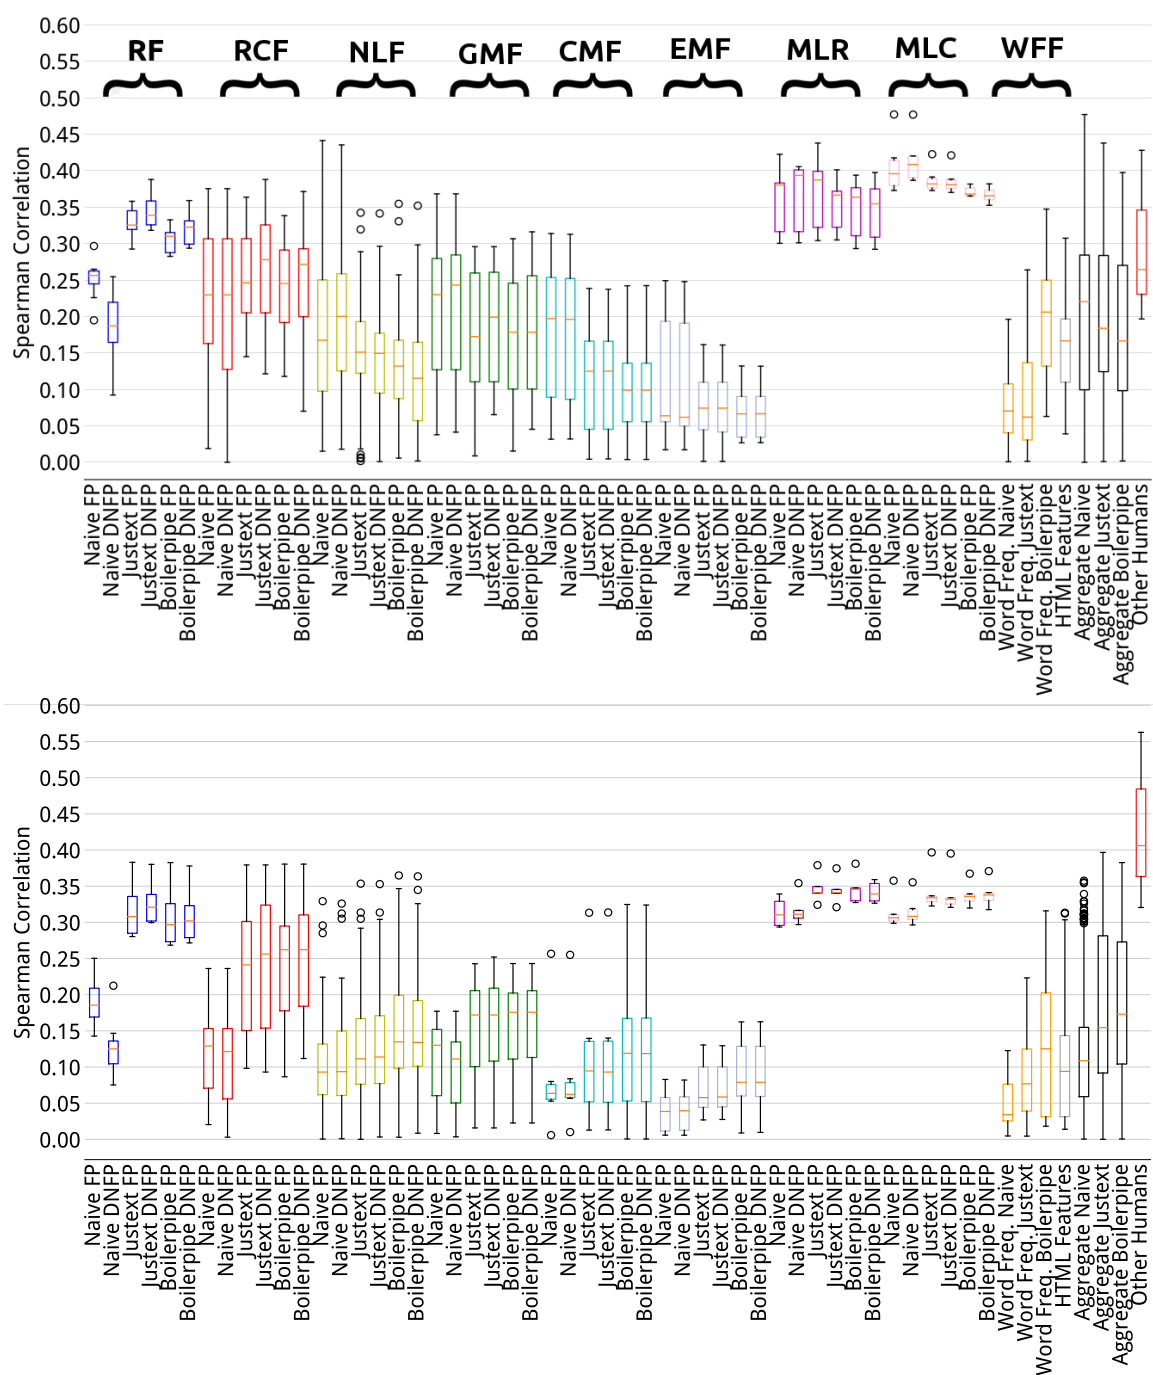 RF RCF NLF GMF CMF EMF MLR MLC WFF
Spearman Correlation
0.60
0.55
0.50
0.45
0.40
0.35
0.30
0.25
0.20
0.15
0.10
0.05
0.00
Naive FP
Naive DNFP
Justext FP
Justext DNFP
Boilerpipe FP
Boilerpipe DNFP
Naive FP
Naive DNFP
Justext FP
Justext DNFP
Boilerpipe FP
Boilerpipe DNFP
Naive FP
Naive DNFP
Justext FP
Justext DNFP
Boilerpipe FP
Boilerpipe DNFP
Naive FP
Naive DNFP
Justext FP
Justext DNFP
Boilerpipe FP
Boilerpipe DNFP
Naive FP
Naive DNFP
Justext FP
Justext DNFP
Boilerpipe FP
Boilerpipe DNFP
Naive FP
Naive DNFP
Justext FP
Justext DNFP
Boilerpipe FP
Boilerpipe DNFP
Naive FP
Naive DNFP
Justext FP
Justext DNFP
Boilerpipe FP
Boilerpipe DNFP
Naive FP
Naive DNFP
Justext FP
Justext DNFP
Boilerpipe FP
Boilerpipe DNFP
Word Freq. Naive
Word Freq. Justext
Word Freq. Boilerpipe
HTML Features
Aggregate Naive
Aggregate Justext
Aggregate Boilerpipe
Other Humans
Spearman Correlation
0.60
0.55
0.50
0.45
0.40
0.35
0.30
0.25
0.20
0.15
0.10
0.05
0.00
Naive FP
Naive DNFP
Justext FP
Justext DNFP
Boilerpipe FP
Boilerpipe DNFP
Naive FP
Naive DNFP
Justext FP
Justext DNFP
Boilerpipe FP
Boilerpipe DNFP
Naive FP
Naive DNFP
Justext FP
Justext DNFP
Boilerpipe FP
Boilerpipe DNFP
Naive FP
Naive DNFP
Justext FP
Justext DNFP
Boilerpipe FP
Boilerpipe DNFP
Naive FP
Naive DNFP
Justext FP
Justext DNFP
Boilerpipe FP
Boilerpipe DNFP
Naive FP
Naive DNFP
Justext FP
Justext DNFP
Boilerpipe FP
Boilerpipe DNFP
Naive FP
Naive DNFP
Justext FP
Justext DNFP
Boilerpipe FP
Boilerpipe DNFP
Naive FP
Naive DNFP
Justext FP
Justext DNFP
Boilerpipe FP
Boilerpipe DNFP
Word Freq. Naive
Word Freq. Justext
Word Freq. Boilerpipe
HTML Features
Aggregate Naive
Aggregate Justext
Aggregate Boilerpipe
Other Humans